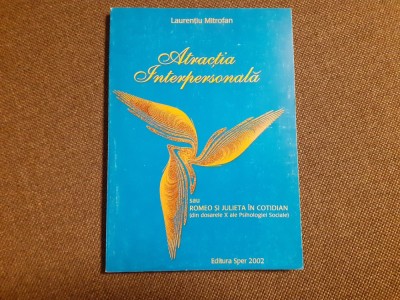 Laurenţiu Mitrofan
Atracţia
Interpersonală
sau
ROMEO ŞI JULIETA ÎN COTIDIAN
(din dosarele X ale Psihologiei Sociale)
Editura Sper 2002